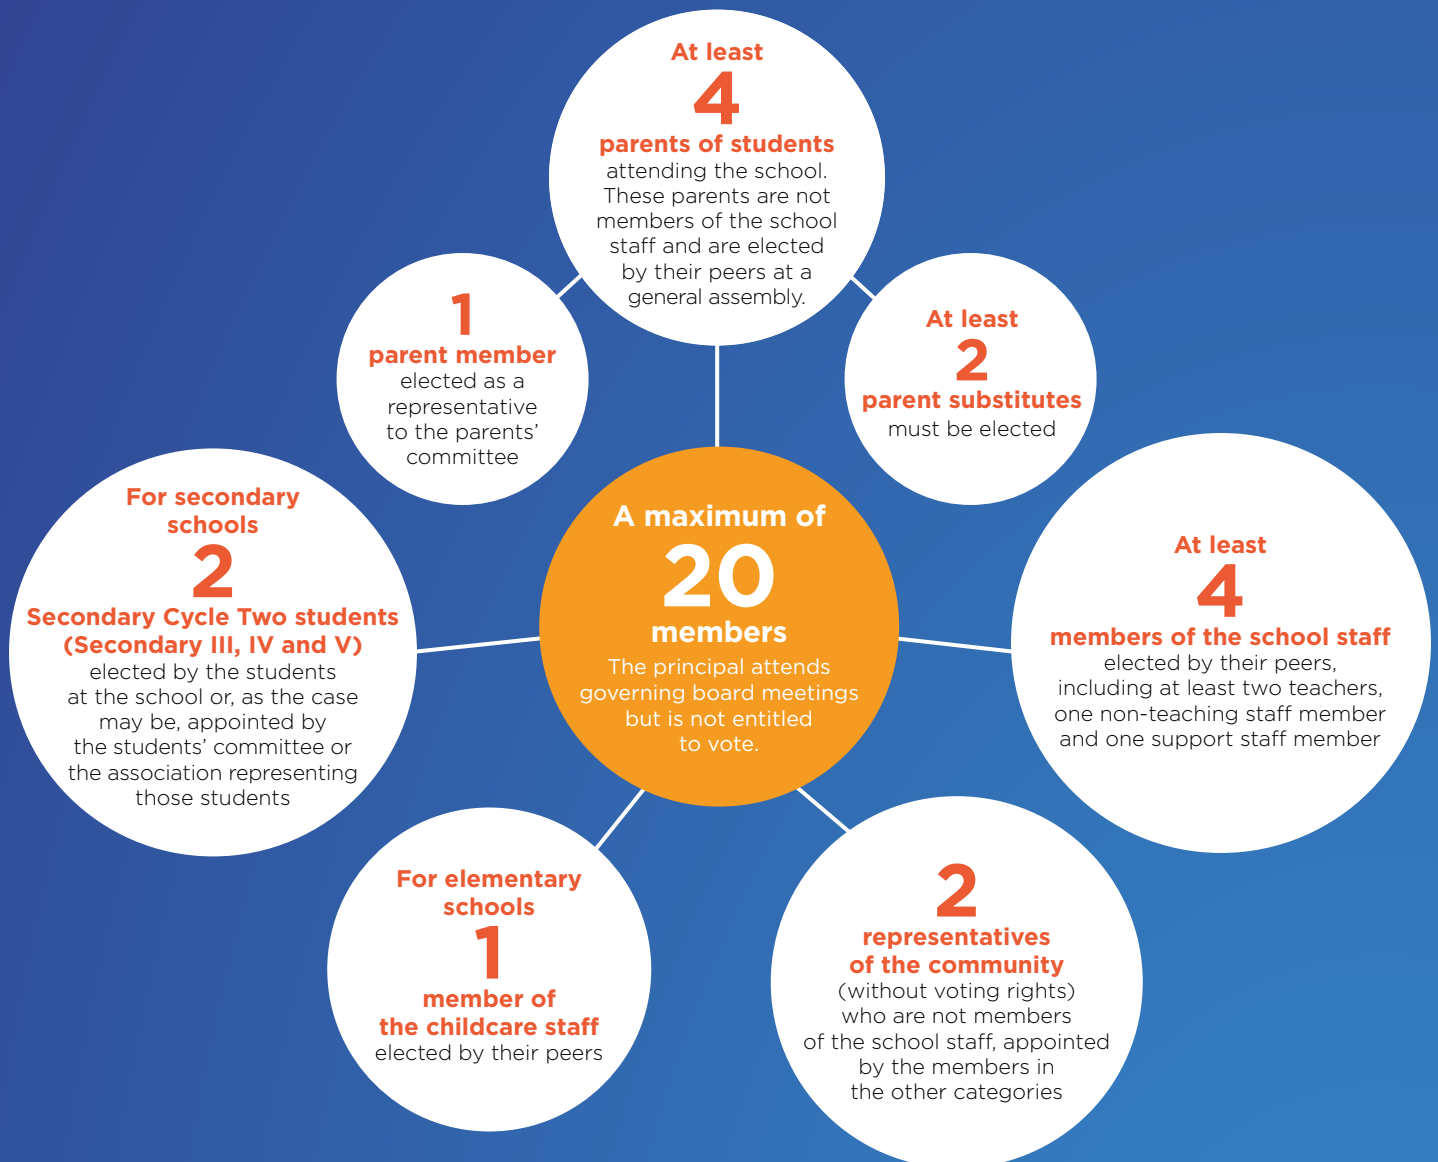 At least
4
parents of students
attending the school.
These parents are not
members of the school
staff and are elected
by their peers at a
general assembly.
1
parent member
elected as a
representative
to the parents’
committee
At least
2
parent substitutes
must be elected
For secondary
schools
2
Secondary Cycle Two students
(Secondary III, IV and V)
elected by the students
at the school or, as the case
may be, appointed by
the students’ committee or
the association representing
those students
A maximum of
20
members
The principal attends
governing board meetings
but is not entitled
to vote.
At least
4
members of the school staff
elected by their peers,
including at least two teachers,
one non-teaching staff member
and one support staff member
For elementary
schools
1
member of
the childcare staff
elected by their peers
2
representatives
of the community
(without voting rights)
who are not members
of the school staff, appointed
by the members in
the other categories